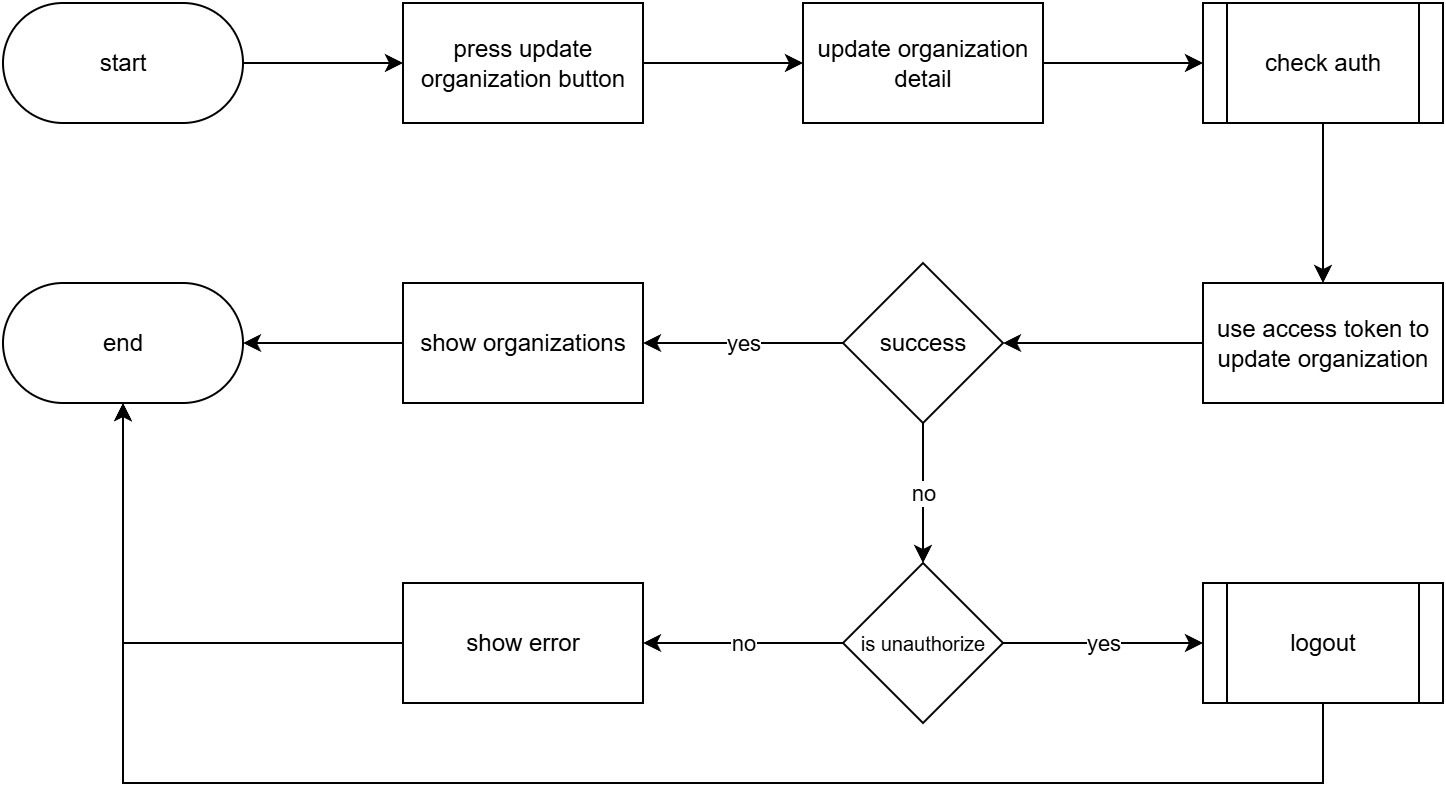 start
press update
organization button
update organization
detail
check auth
end
show organizations
yes
success
use access token to
update organization
no
show error
no
is unauthorize
yes
logout